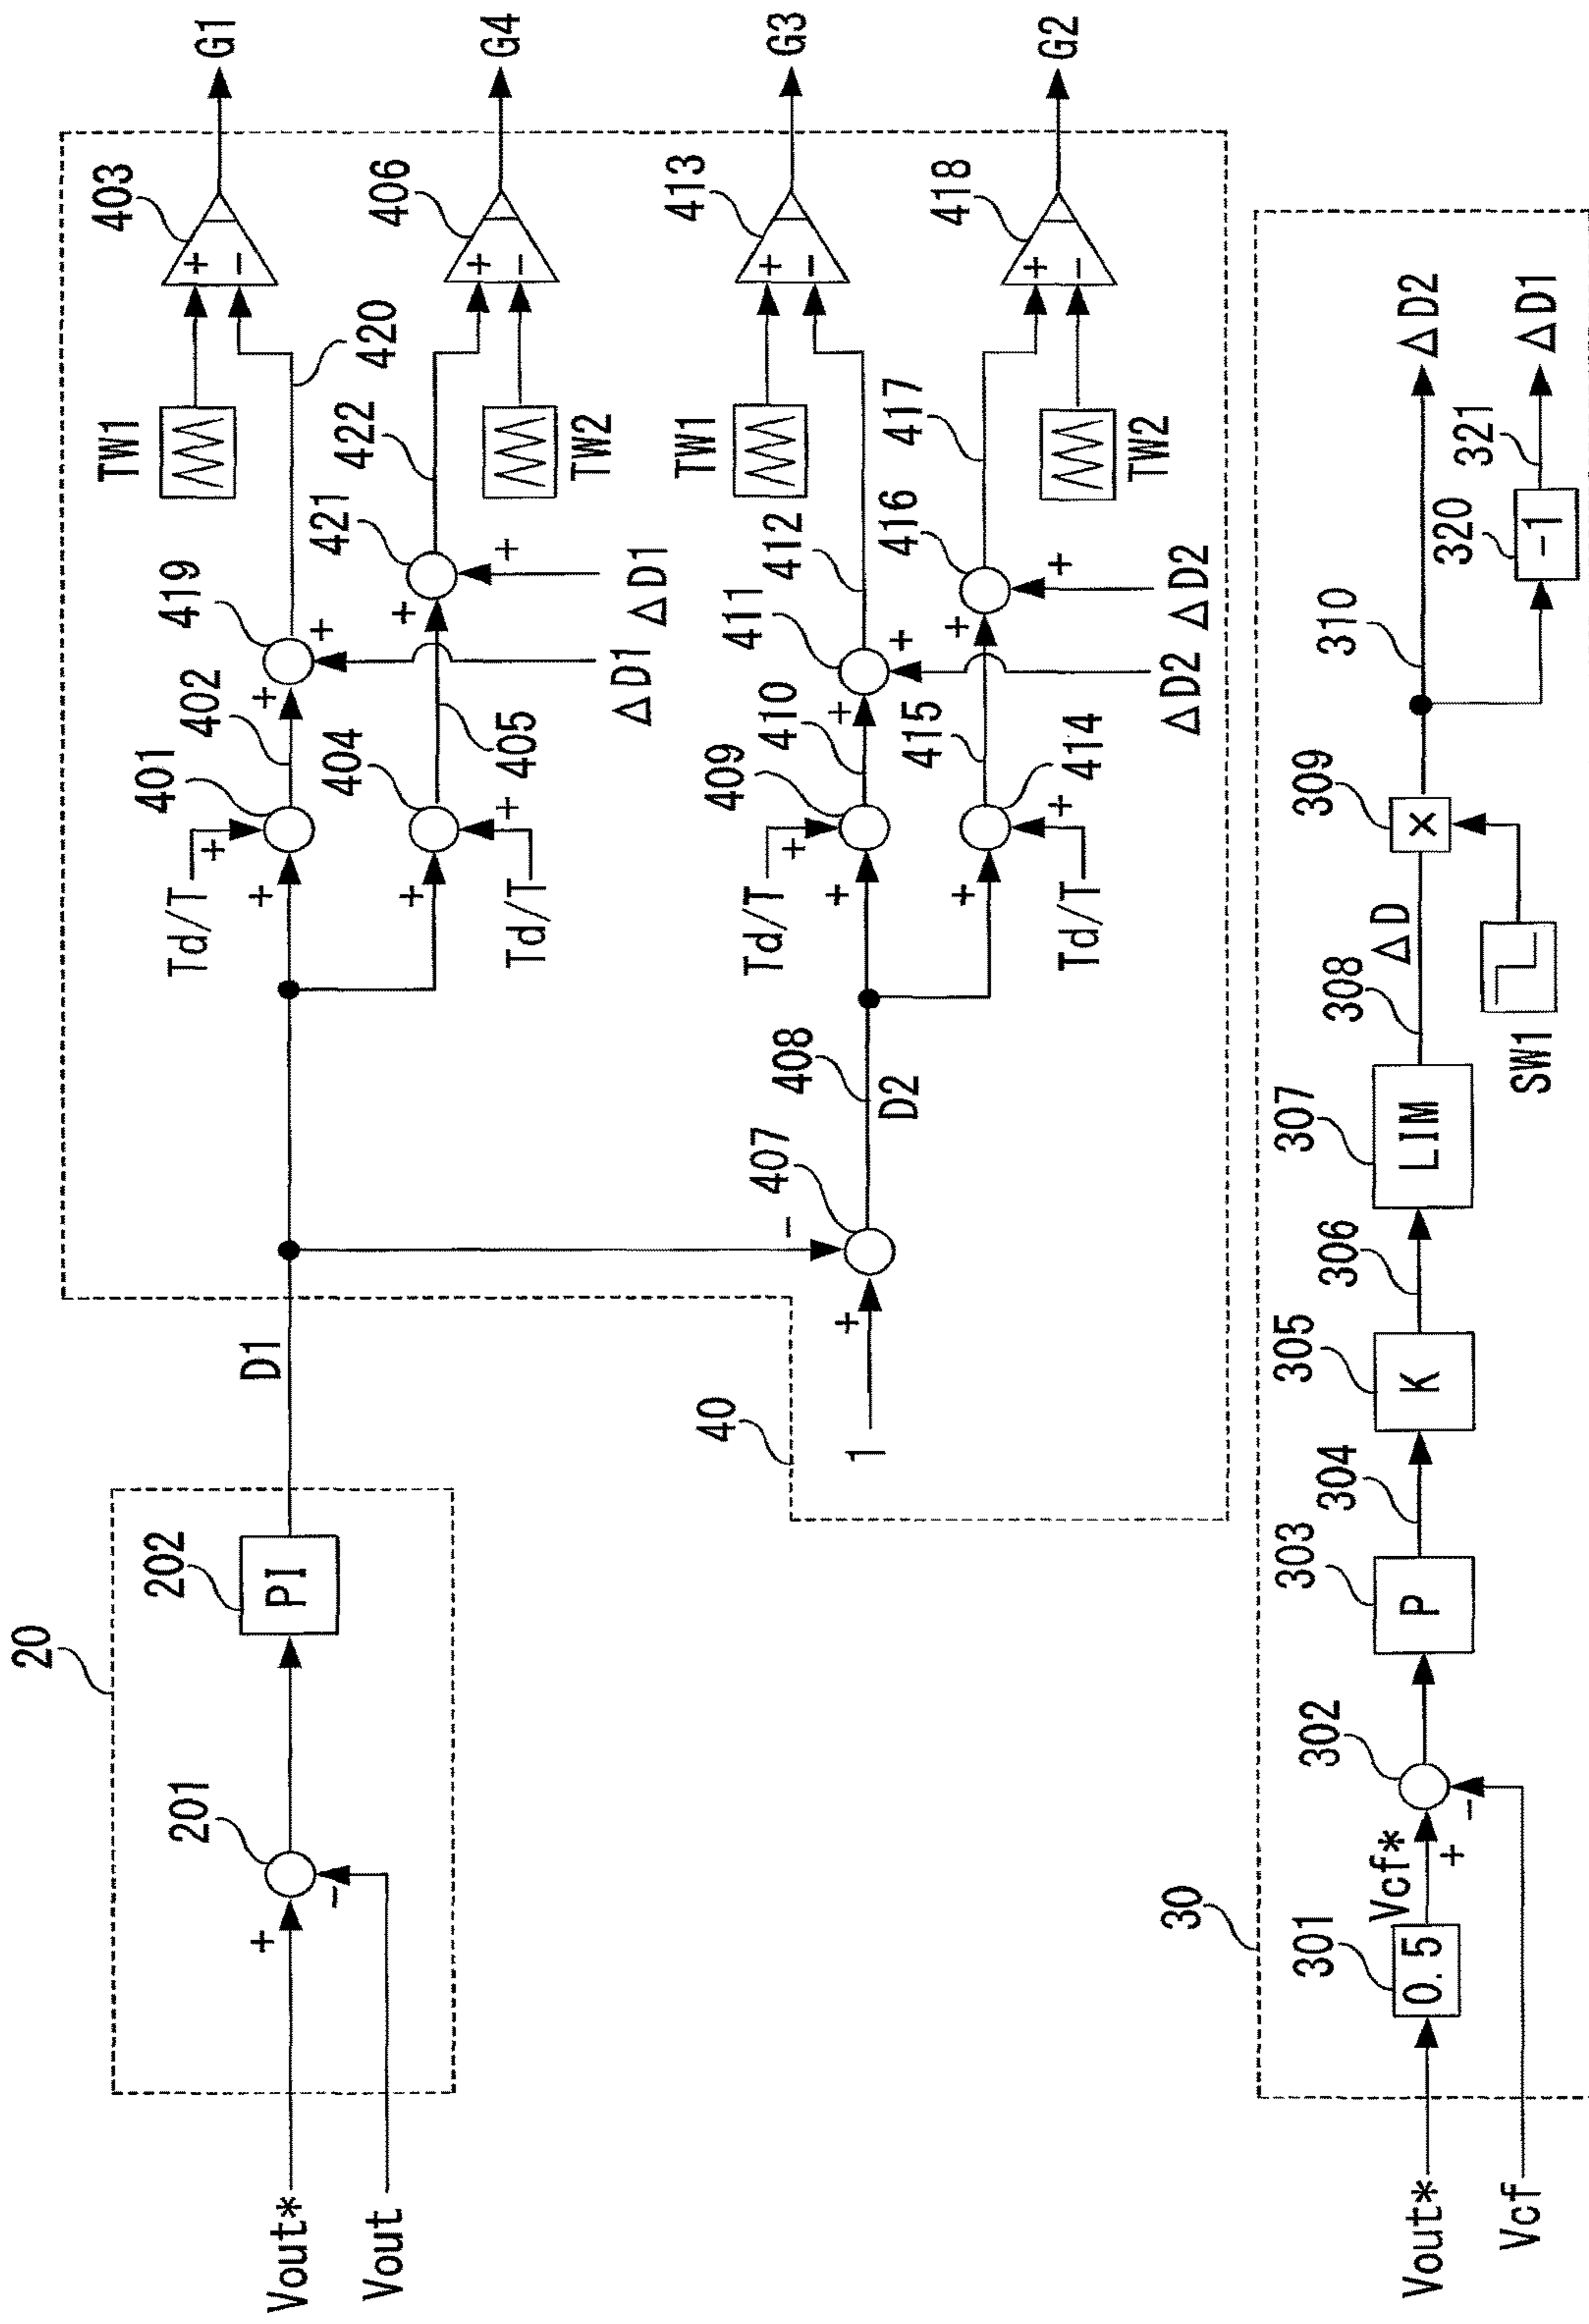 20
201
202
PI
Vout*
+
-
Vout
D1
40
1
+
-
407
408
D2
Td/T
+
+
401
402
+
+
419
420
TW1
+
-
403
G1
+
404
+
Td/T
405
+
+
421
422
ΔD1
ΔD1
TW2
+
-
406
G4
Td/T
+
+
409
410
+
+
411
412
TW1
+
-
413
G3
+
414
+
Td/T
415
+
+
416
417
ΔD2
ΔD2
TW2
+
-
418
G2
30
Vout*
301
0.5
Vcf*
+
-
302
Vcf
303
P
304
305
K
306
307
LIM
308
ΔD
SW1
309
×
310
320
-1
321
ΔD2
ΔD1